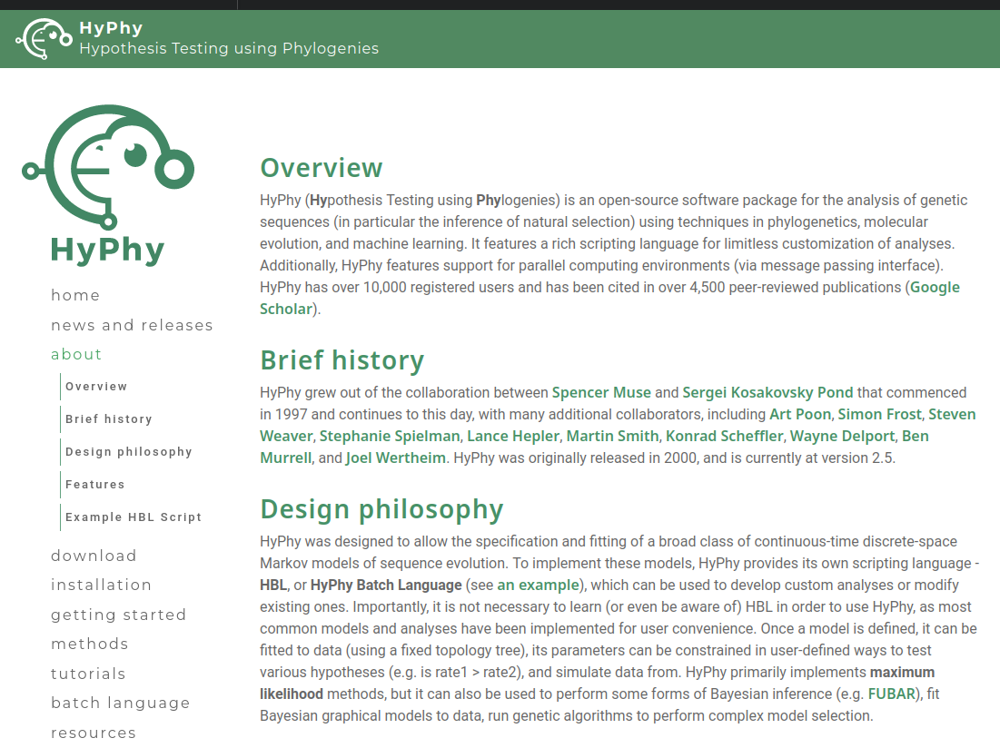 HyPhy
Hypothesis Testing using Phylogenies
HyPhy
home
news and releases
about
Overview
Brief history
Design philosophy
Features
Example HBL Script
download
installation
getting started
methods
tutorials
batch language
resources
Overview
HyPhy (Hypothesis Testing using Phylogenies) is an open-source software package for the analysis of genetic
sequences (in particular the inference of natural selection) using techniques in phylogenetics, molecular
evolution, and machine learning. It features a rich scripting language for limitless customization of analyses.
Additionally, HyPhy features support for parallel computing environments (via message passing interface).
HyPhy has over 10,000 registered users and has been cited in over 4,500 peer-reviewed publications (Google
Scholar).
Brief history
HyPhy grew out of the collaboration between Spencer Muse and Sergei Kosakovsky Pond that commenced
in 1997 and continues to this day, with many additional collaborators, including Art Poon, Simon Frost, Steven
Weaver, Stephanie Spielman, Lance Hepler, Martin Smith, Konrad Scheffler, Wayne Delport, Ben
Murrell, and Joel Wertheim. HyPhy was originally released in 2000, and is currently at version 2.5.
Design philosophy
HyPhy was designed to allow the specification and fitting of a broad class of continuous-time discrete-space
Markov models of sequence evolution. To implement these models, HyPhy provides its own scripting language -
HBL, or HyPhy Batch Language (see an example), which can be used to develop custom analyses or modify
existing ones. Importantly, it is not necessary to learn (or even be aware of) HBL in order to use HyPhy, as most
common models and analyses have been implemented for user convenience. Once a model is defined, it can be
fitted to data (using a fixed topology tree), its parameters can be constrained in user-defined ways to test
various hypotheses (e.g. is rate1 > rate2), and simulate data from. HyPhy primarily implements maximum
likelihood methods, but it can also be used to perform some forms of Bayesian inference (e.g. FUBAR), fit
Bayesian graphical models to data, run genetic algorithms to perform complex model selection.